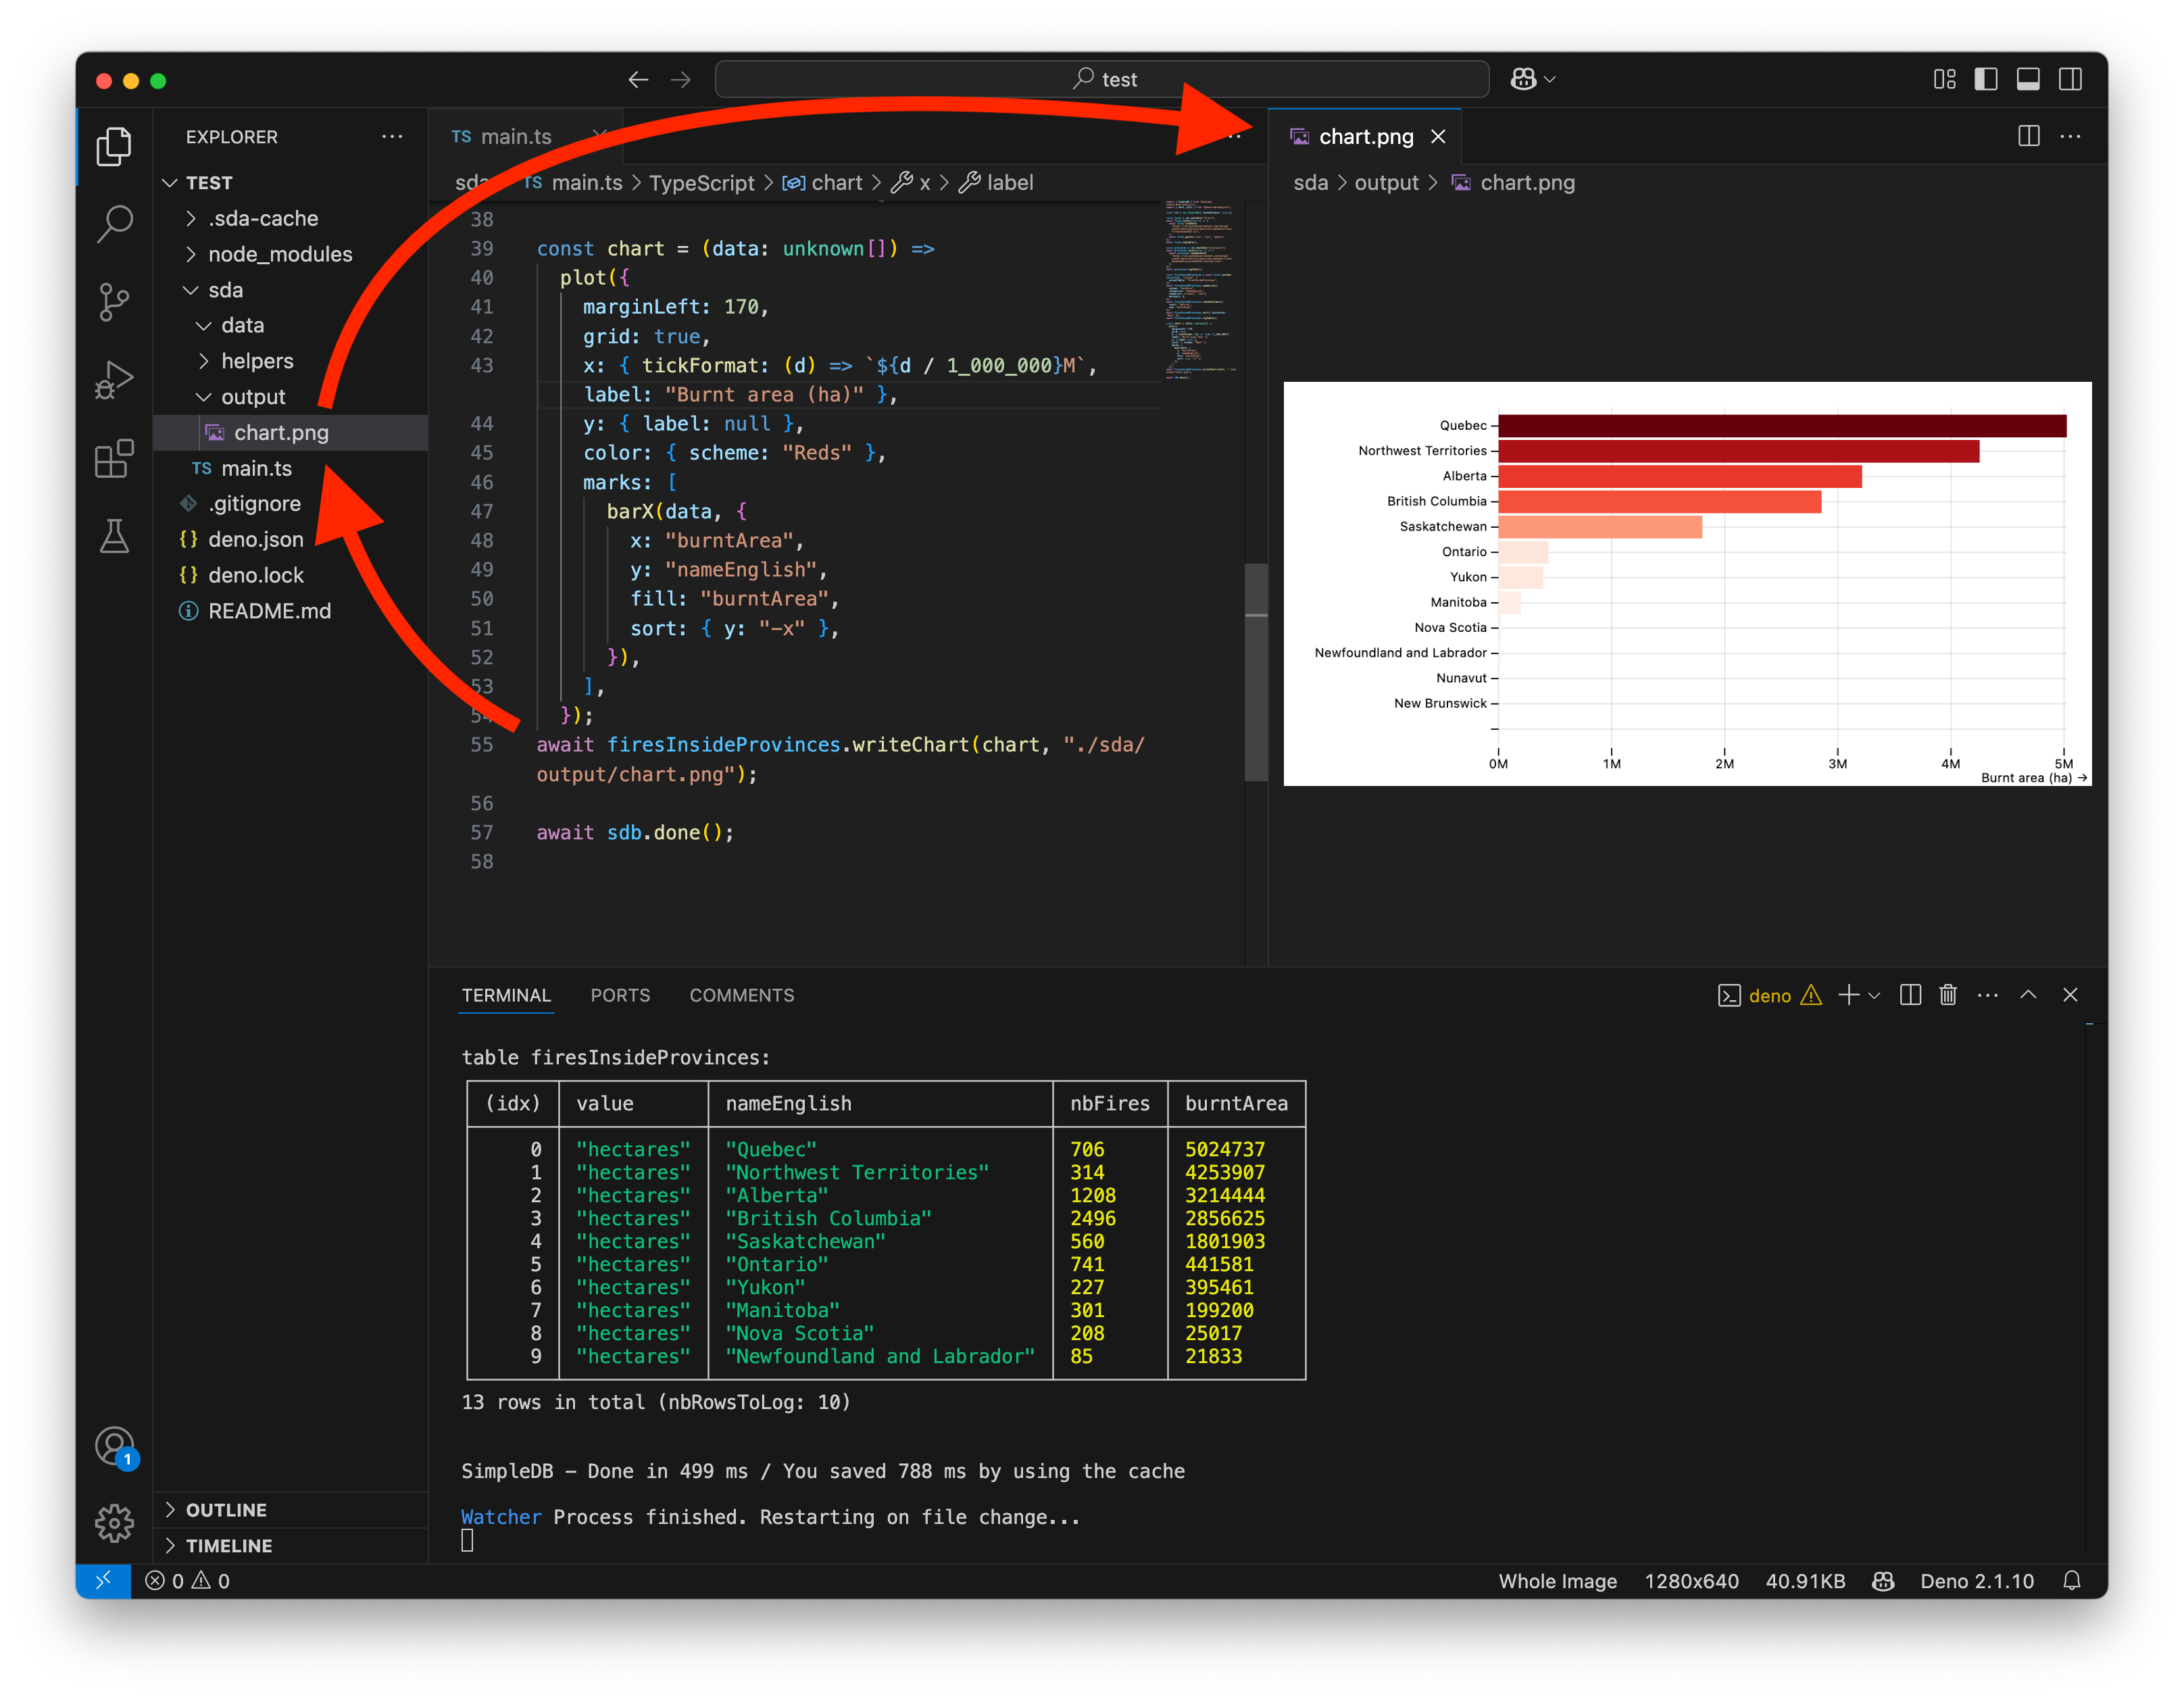 test
EXPLORER
TEST
.sda-cache
node_modules
sda
data
helpers
output
chart.png
TS main.ts
.gitignore
{} deno.json
{} deno.lock
README.md
OUTLINE
TIMELINE
TS main.ts
sda TS main.ts > TypeScript > chart > x > label
38
39 const chart = (data: unknown[]) =>
40 plot({
41 marginLeft: 170,
42 grid: true,
43 x: { tickFormat: (d) => `${d / 1_000_000}M`,
label: "Burnt area (ha)" },
44 y: { label: null },
45 color: { scheme: "Reds" },
46 marks: [
47 barX(data, {
48 x: "burntArea",
49 y: "nameEnglish",
50 fill: "burntArea",
51 sort: { y: "-x" },
52 }),
53 ],
54 });
55 await firesInsideProvinces.writeChart(chart, "./sda/
output/chart.png");
56
57 await sdb.done();
58
chart.png
sda > output > chart.png
Quebec
Northwest Territories
Alberta
British Columbia
Saskatchewan
Ontario
Yukon
Manitoba
Nova Scotia
Newfoundland and Labrador
Nunavut
New Brunswick
0M 1M 2M 3M 4M 5M
Burnt area (ha) →
TERMINAL PORTS COMMENTS
deno
table firesInsideProvinces:
(idx) value nameEnglish nbFires burntArea
0 "hectares" "Quebec" 706 5024737
1 "hectares" "Northwest Territories" 314 4253907
2 "hectares" "Alberta" 1208 3214444
3 "hectares" "British Columbia" 2496 2856625
4 "hectares" "Saskatchewan" 560 1801903
5 "hectares" "Ontario" 741 441581
6 "hectares" "Yukon" 227 395461
7 "hectares" "Manitoba" 301 199200
8 "hectares" "Nova Scotia" 208 25017
9 "hectares" "Newfoundland and Labrador" 85 21833
13 rows in total (nbRowsToLog: 10)
SimpleDB - Done in 499 ms / You saved 788 ms by using the cache
Watcher Process finished. Restarting on file change...
1
0 0
Whole Image 1280x640 40.91KB Deno 2.1.10